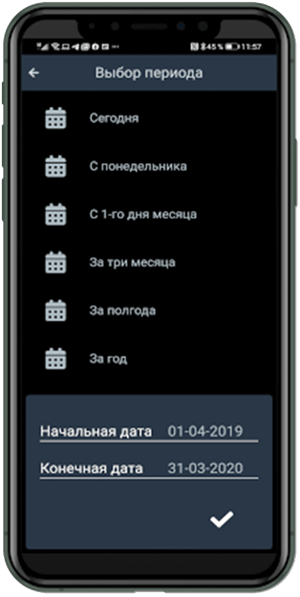 45 % 11:57
Выбор периода
Сегодня
С понедельника
С 1-го дня месяца
За три месяца
За полгода
За год
Начальная дата 01-04-2019
Конечная дата 31-03-2020